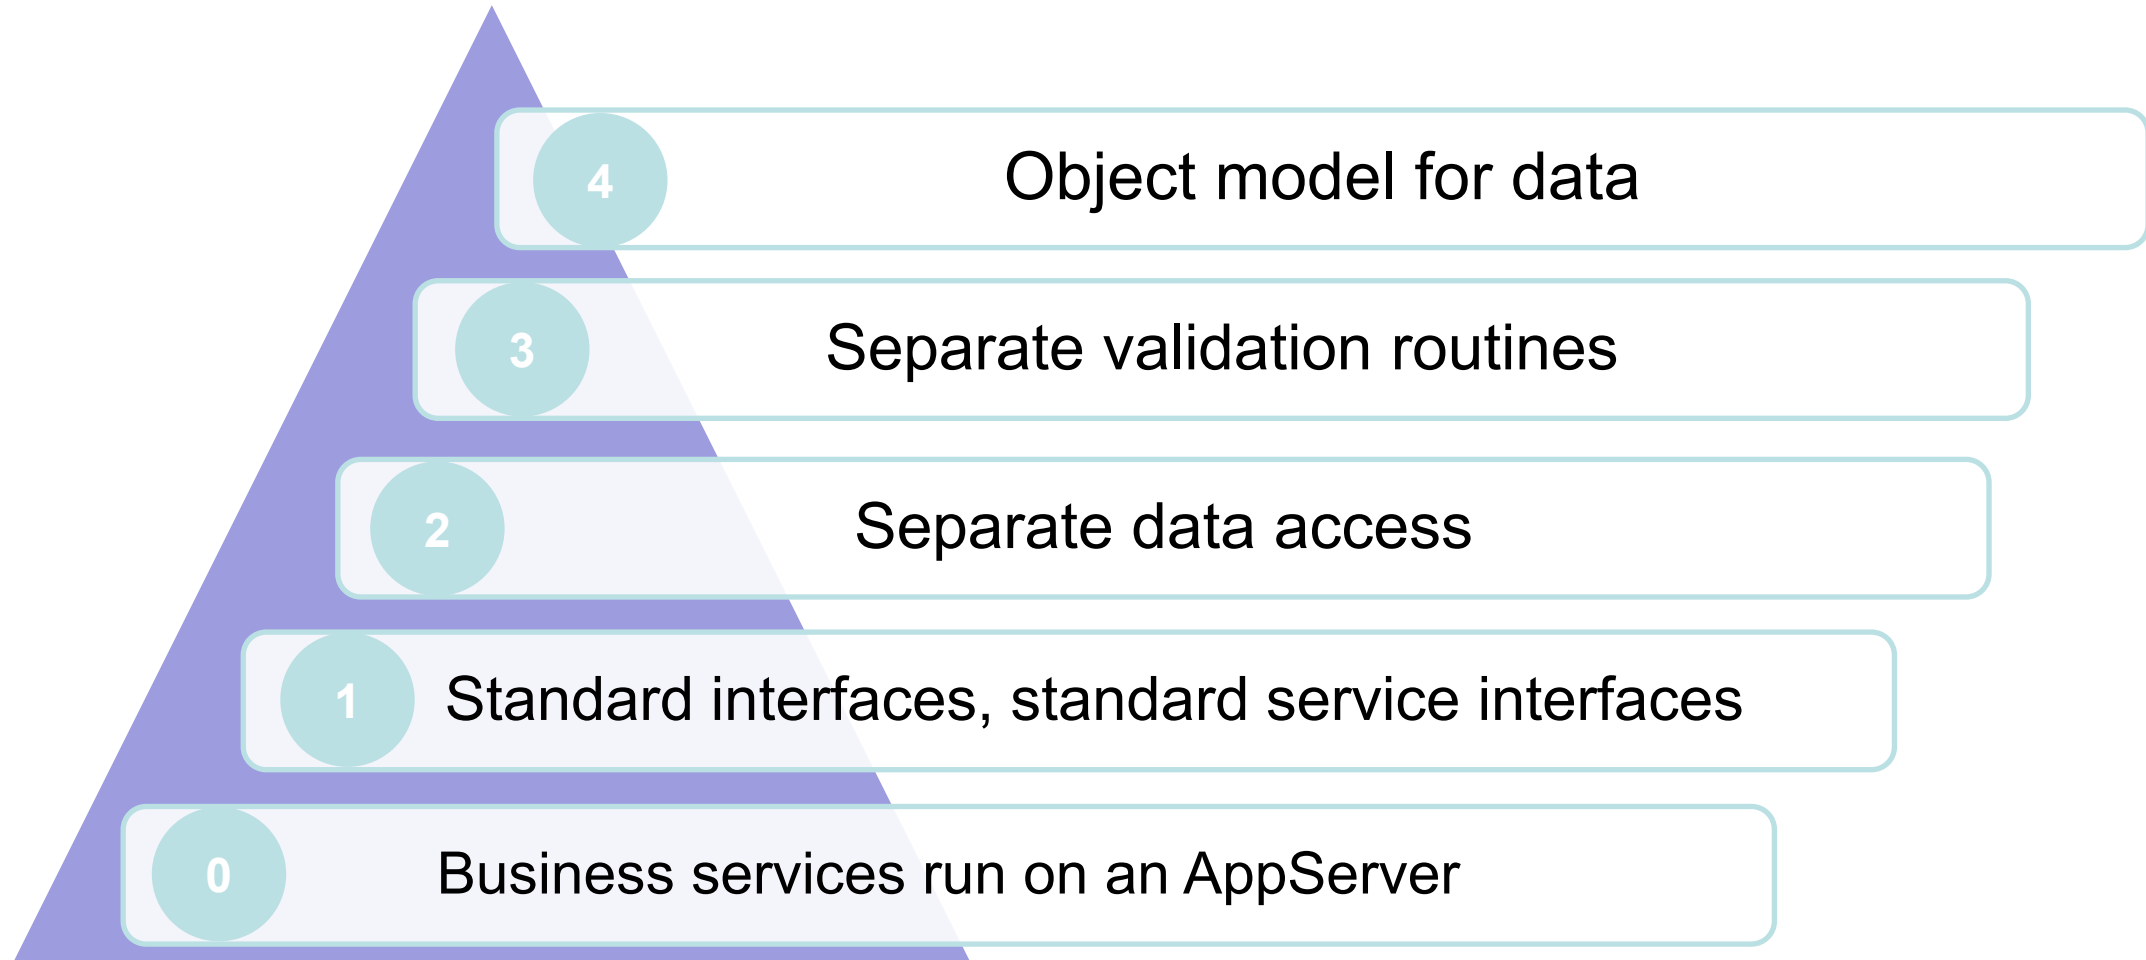 4
Object model for data
3
Separate validation routines
2
Separate data access
1
Standard interfaces, standard service interfaces
0
Business services run on an AppServer